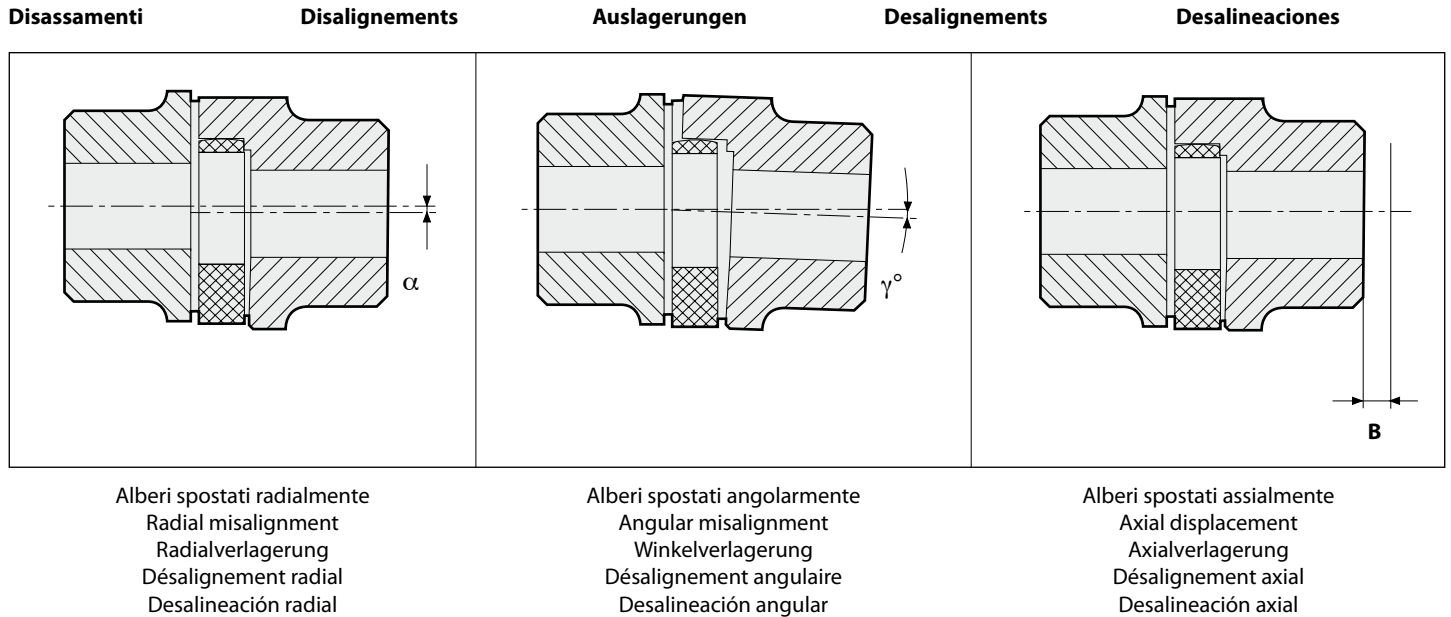 Disassamenti Disalignements Auslagerungen Desalignements Desalineaciones
α
γ°
B
Alberi spostati radialmente
Radial misalignment
Radialverlagerung
Désalignement radial
Desalineación radial
Alberi spostati angolarmente
Angular misalignment
Winkelverlagerung
Désalignement angulaire
Desalineación angular
Alberi spostati assialmente
Axial displacement
Axialverlagerung
Désalignement axial
Desalineación axial